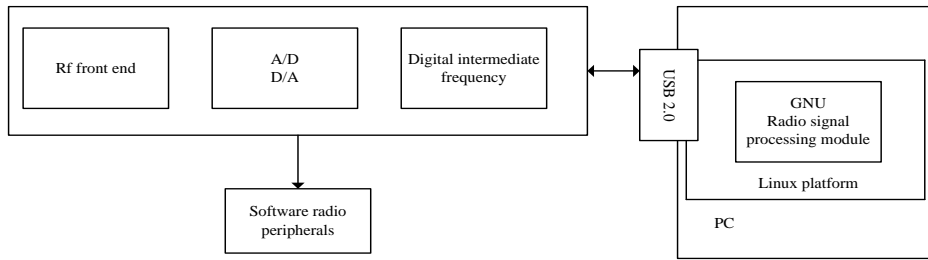 Rf front end
A/D
D/A
Digital intermediate
frequency
USB 2.0
GNU
Radio signal
processing module
Linux platform
PC
Software radio
peripherals